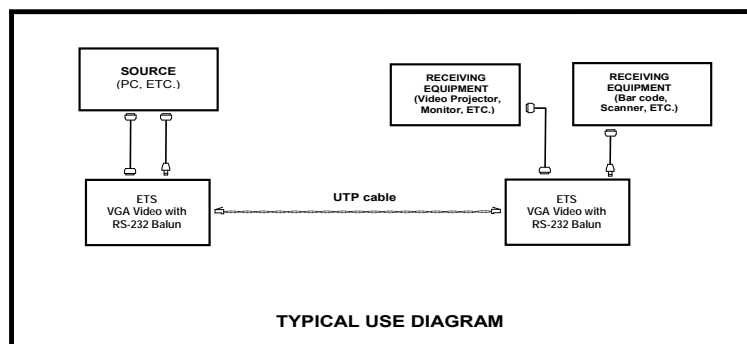 SOURCE
(PC, ETC.)
RECEIVING
EQUIPMENT
(Video Projector,
Monitor, ETC.)
RECEIVING
EQUIPMENT
(Bar code,
Scanner, ETC.)
ETS
VGA Video with
RS-232 Balun
UTP cable
ETS
VGA Video with
RS-232 Balun
TYPICAL USE DIAGRAM